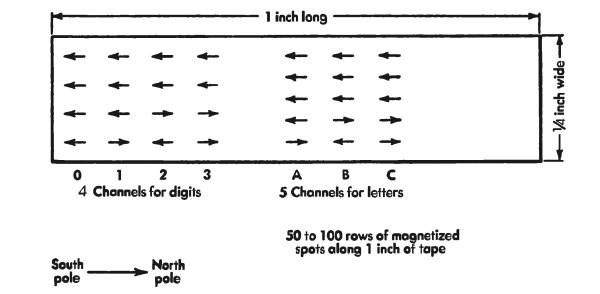 1 inch long
¼ inch wide
0 1 2 3 A B C
4 Channels for digits 5 Channels for letters
50 to 100 rows of magnetized
spots along 1 inch of tape
South North
pole pole